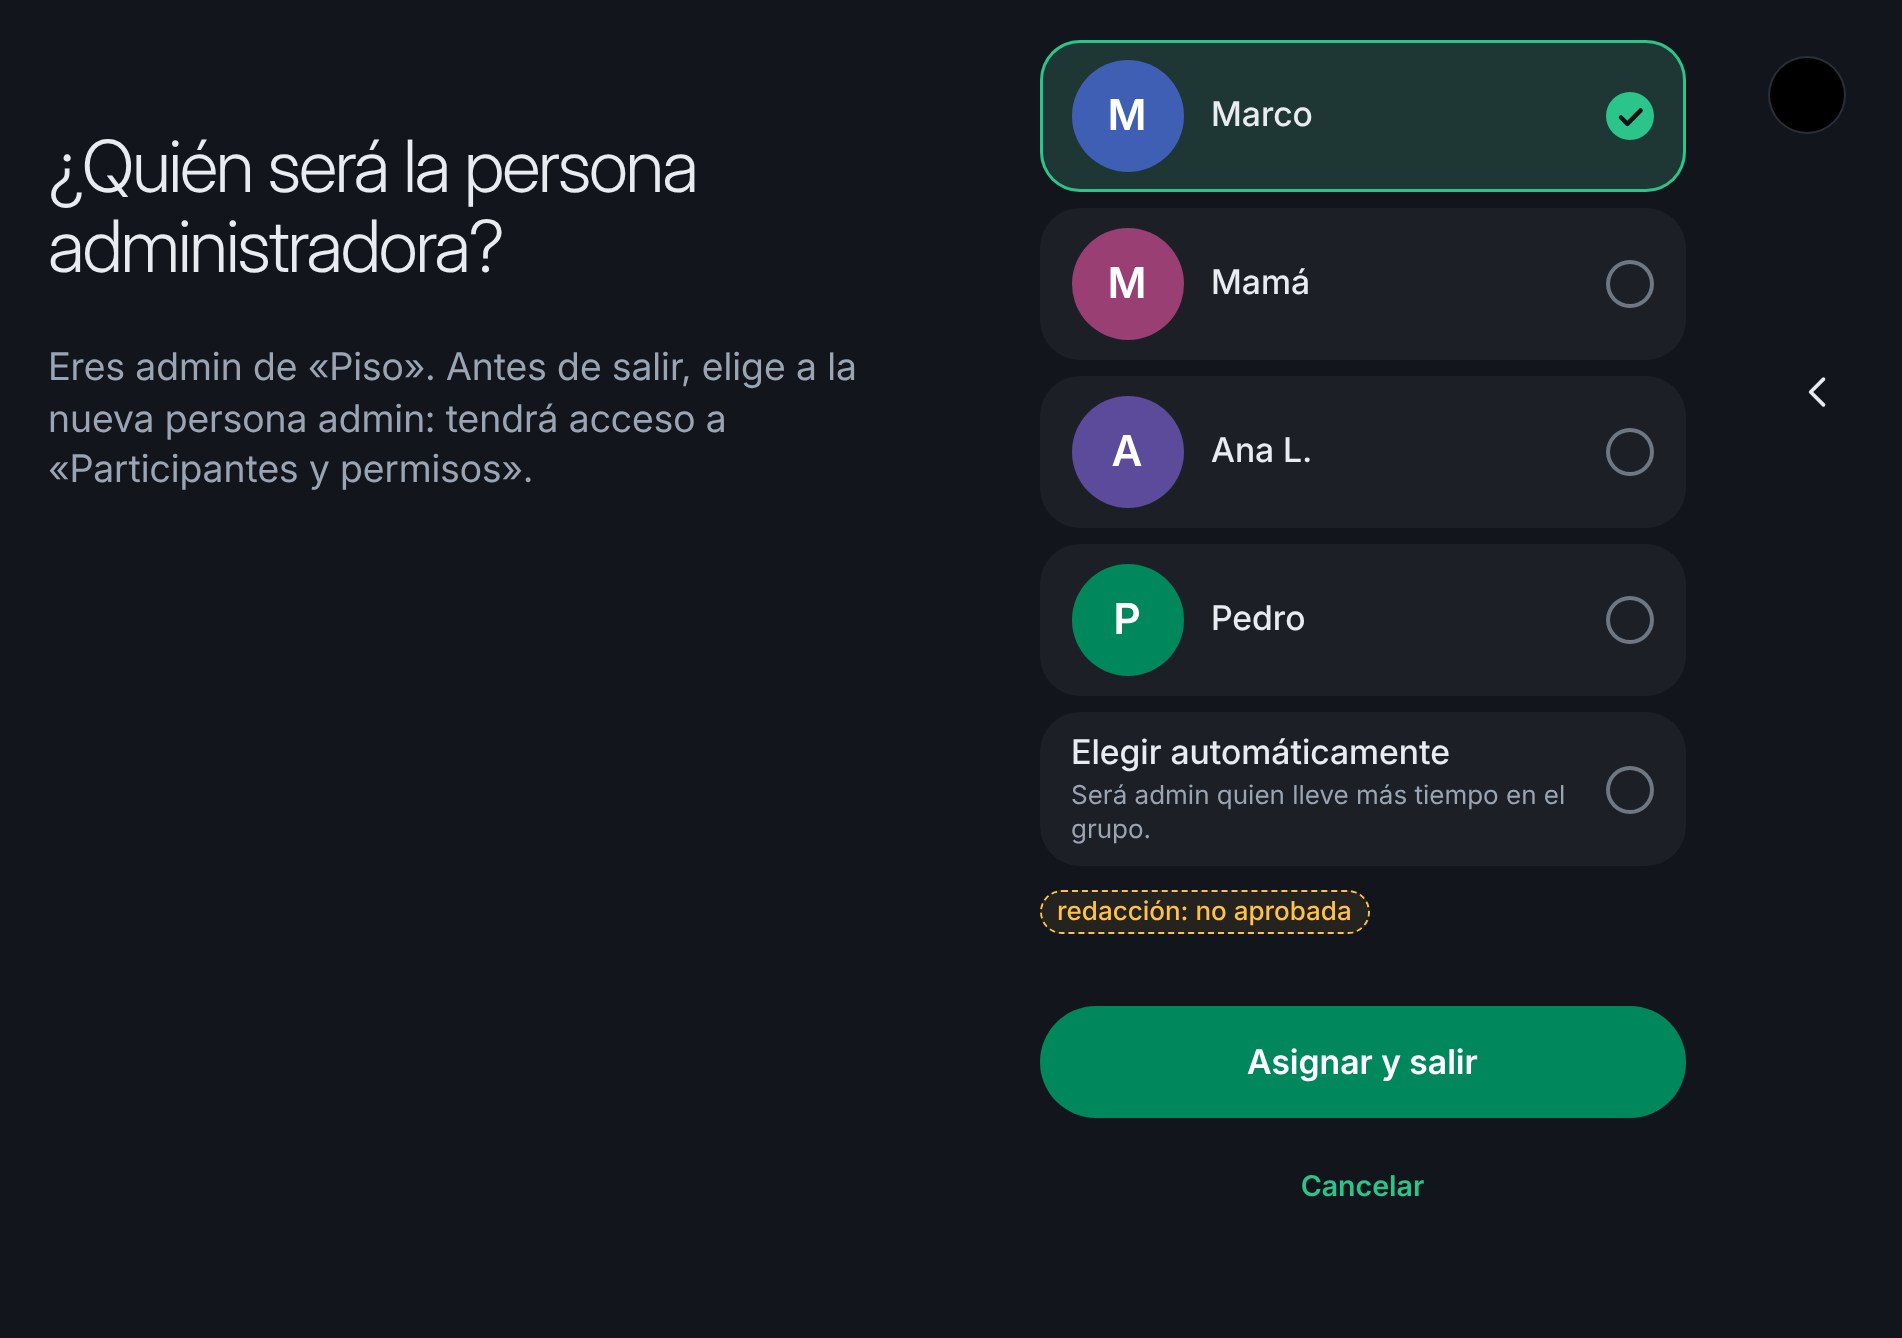 ¿Quién será la persona
administradora?
Eres admin de «Piso». Antes de salir, elige a la
nueva persona admin: tendrá acceso a
«Participantes y permisos».
M
Marco
M
Mamá
A
Ana L.
P
Pedro
Elegir automáticamente
Será admin quien lleve más tiempo en el
grupo.
redacción: no aprobada
Asignar y salir
Cancelar